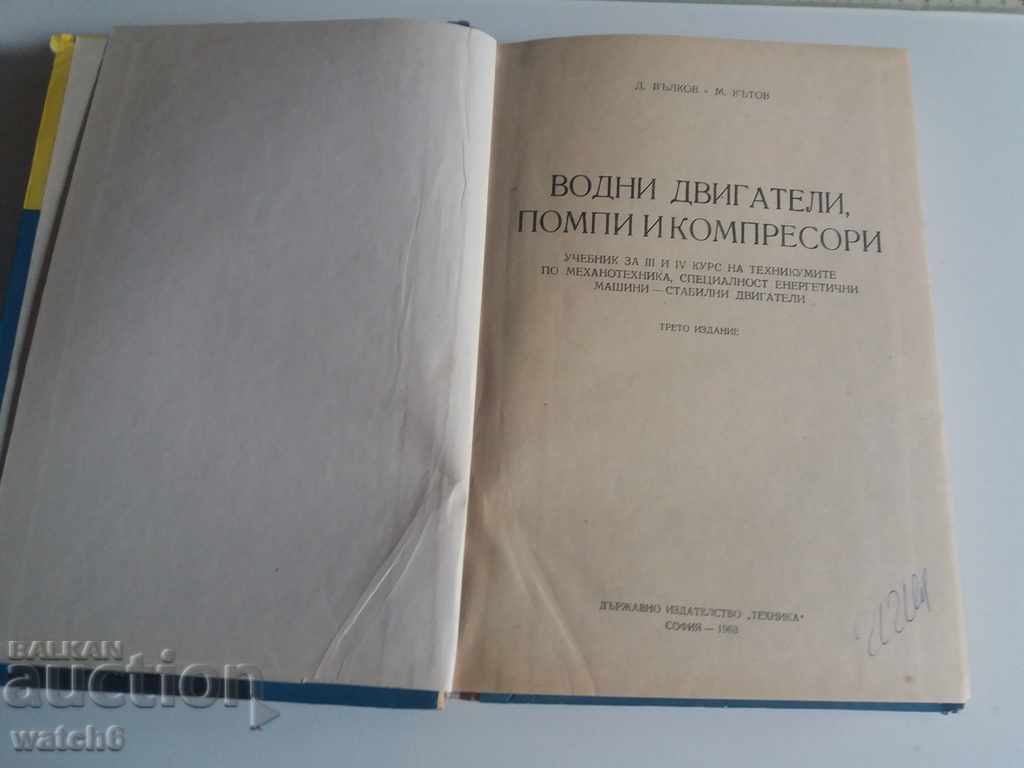 Д. ВЪЛКОВ • М. КЪТОВ
ВОДНИ ДВИГАТЕЛИ,
ПОМПИ И КОМПРЕСОРИ
УЧЕБНИК ЗА III И IV КУРС НА ТЕХНИКУМИТЕ
ПО МЕХАНОТЕХНИКА, СПЕЦИАЛНОСТ ЕНЕРГЕТИЧНИ
МАШИНИ — СТАБИЛНИ ДВИГАТЕЛИ
ТРЕТО ИЗДАНИЕ
ДЪРЖАВНО ИЗДАТЕЛСТВО „ТЕХНИКА“
СОФИЯ —
BALKAN
auction
watch6